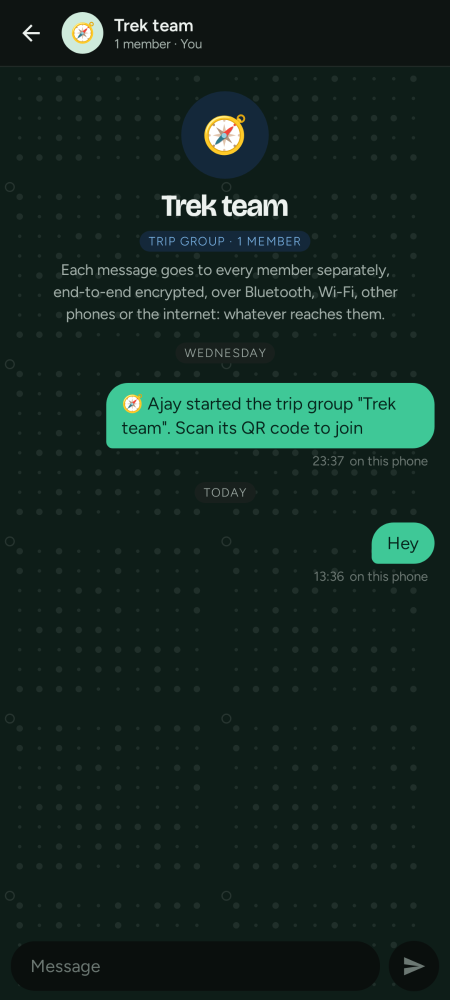 Trek team
1 member · You
Trek team
TRIP GROUP · 1 MEMBER
Each message goes to every member separately,
end-to-end encrypted, over Bluetooth, Wi-Fi, other
phones or the internet: whatever reaches them.
WEDNESDAY
🧭 Ajay started the trip group "Trek
team". Scan its QR code to join
23:37 on this phone
TODAY
Hey
13:36 on this phone
Message